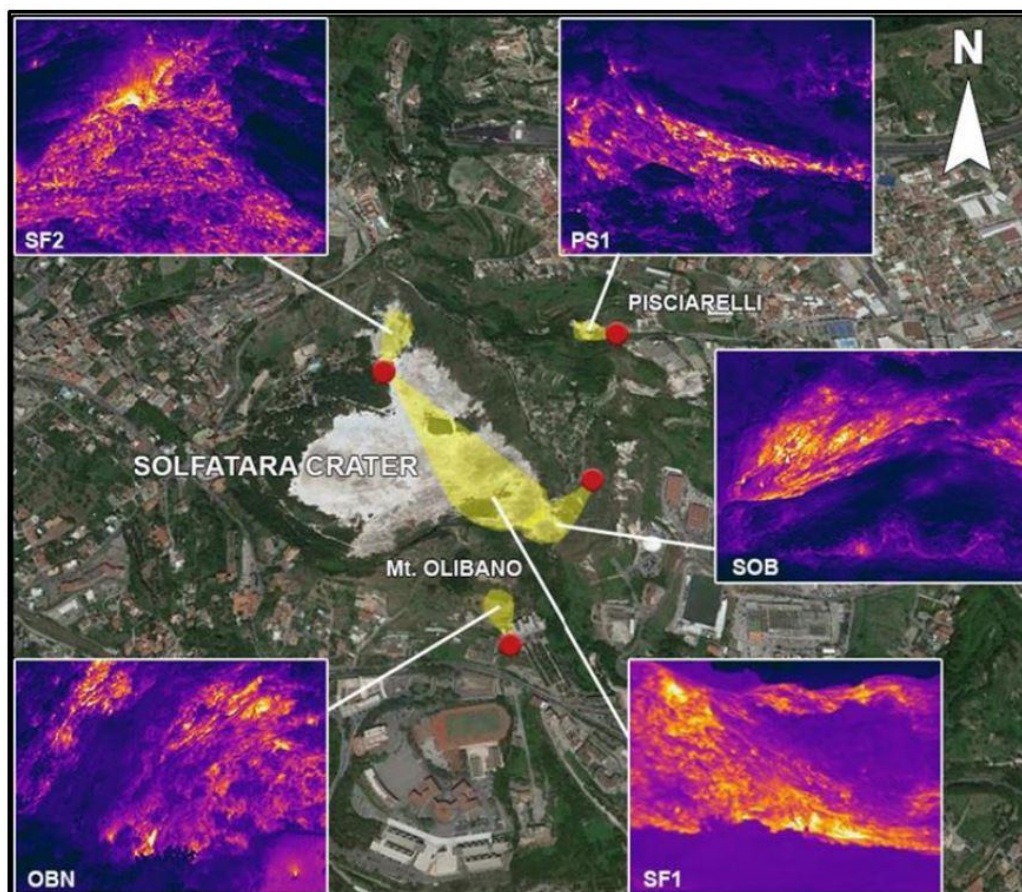 N
SF2
PS1
PISCIARELLI
SOLFATARA CRATER
SOB
Mt. OLIBANO
OBN
SF1